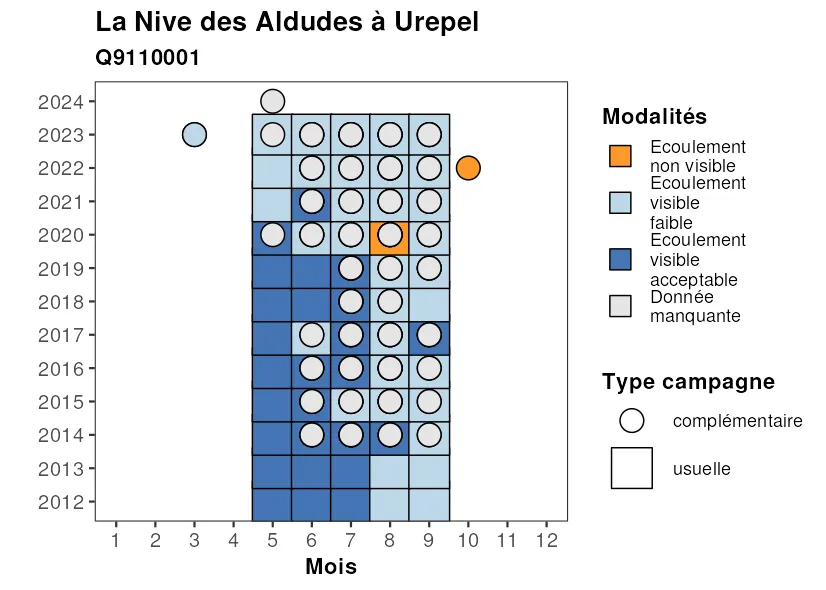 La Nive des Aldudes à Urepel
Q9110001
2024
2023
2022
2021
2020
2019
2018
2017
2016
2015
2014
2013
2012
1 2 3 4 5 6 7 8 9 10 11 12
Mois
Modalités
Ecoulement
non visible
Ecoulement
visible
faible
Ecoulement
visible
acceptable
Donnée
manquante
Type campagne
complémentaire
usuelle